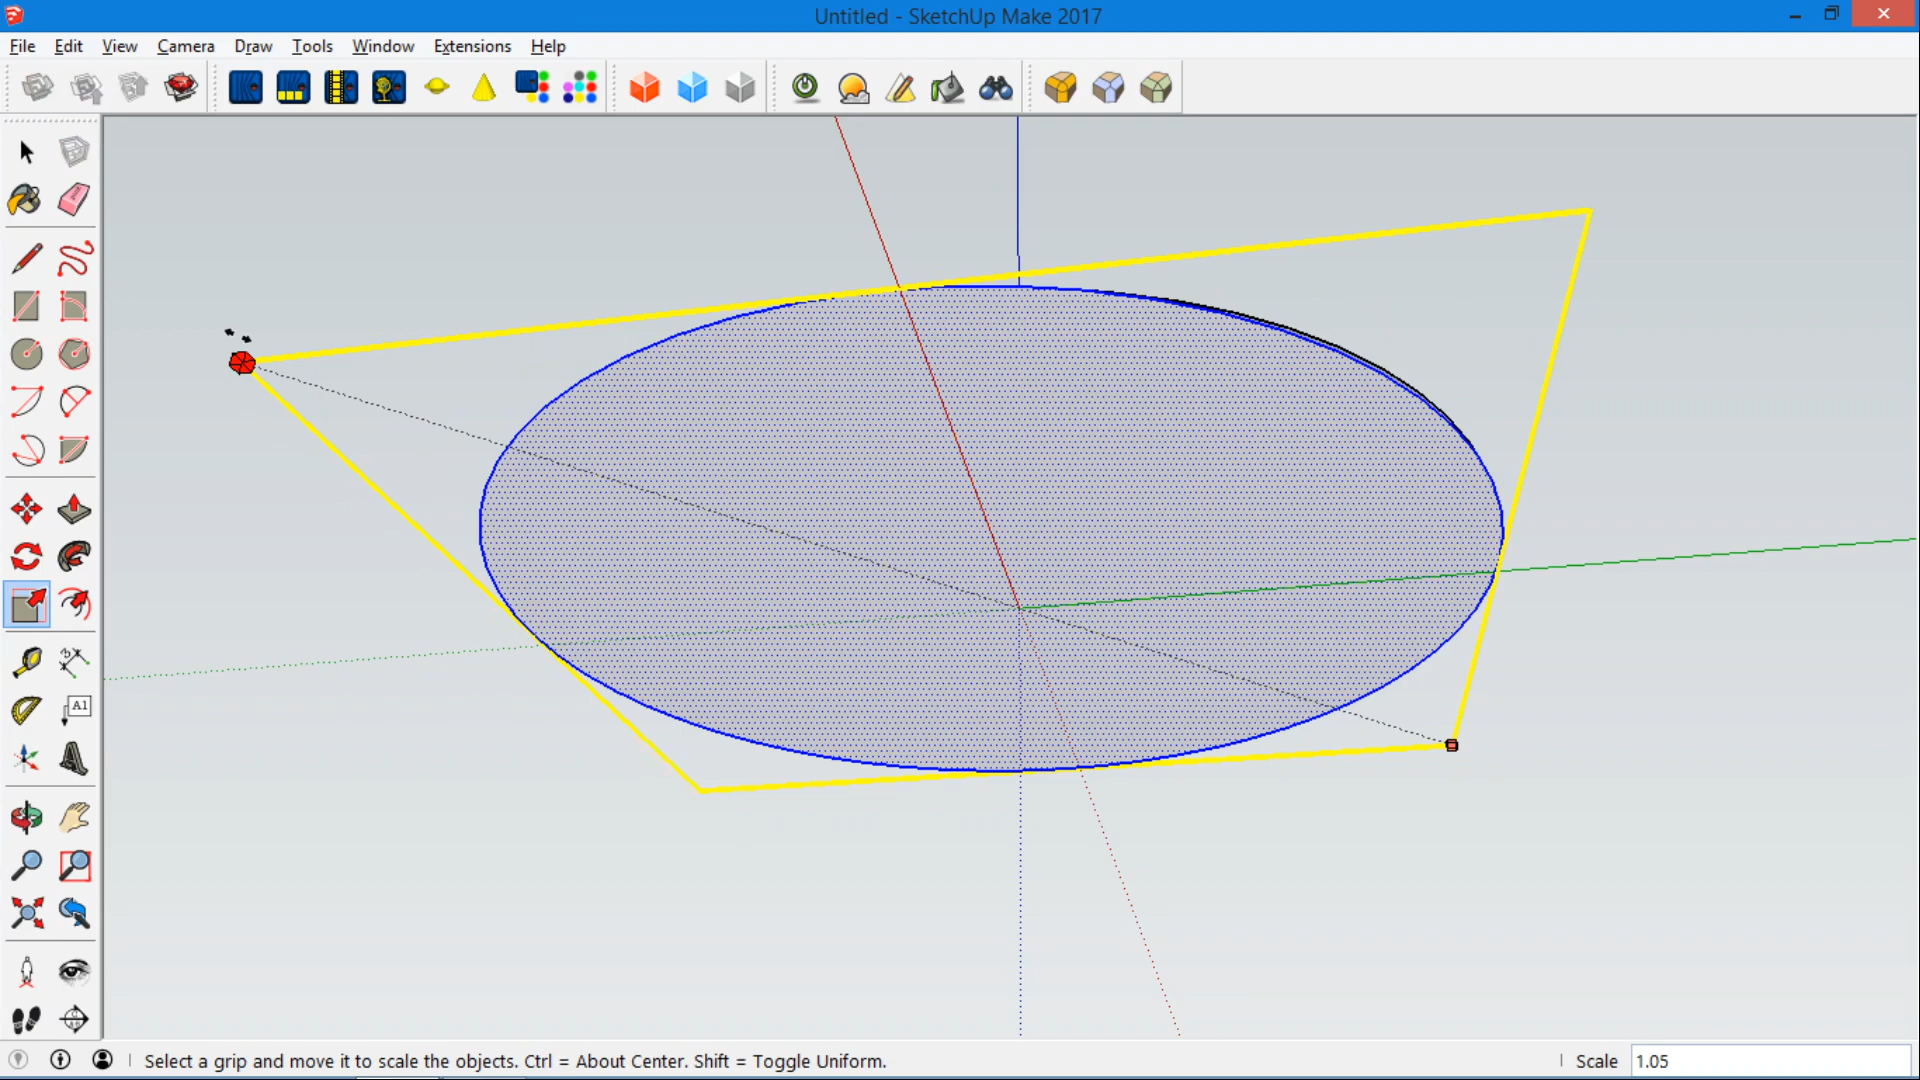 Untitled - SketchUp Make 2017
File Edit View Camera Draw Tools Window Extensions Help
A1
Select a grip and move it to scale the objects. Ctrl = About Center. Shift = Toggle Uniform.
Scale 1.05